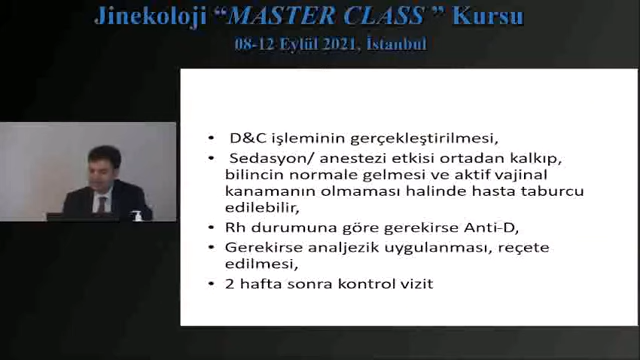 Jinekoloji “MASTER CLASS ” Kursu
08-12 Eylül 2021, İstanbul
• D&C işleminin gerçekleştirilmesi,
• Sedasyon/ anestezi etkisi ortadan kalkıp,
bilincin normale gelmesi ve aktif vajinal
kanamanın olmaması halinde hasta taburcu
edilebilir,
• Rh durumuna göre gerekirse Anti-D,
• Gerekirse analjezik uygulanması, reçete
edilmesi,
• 2 hafta sonra kontrol vizit